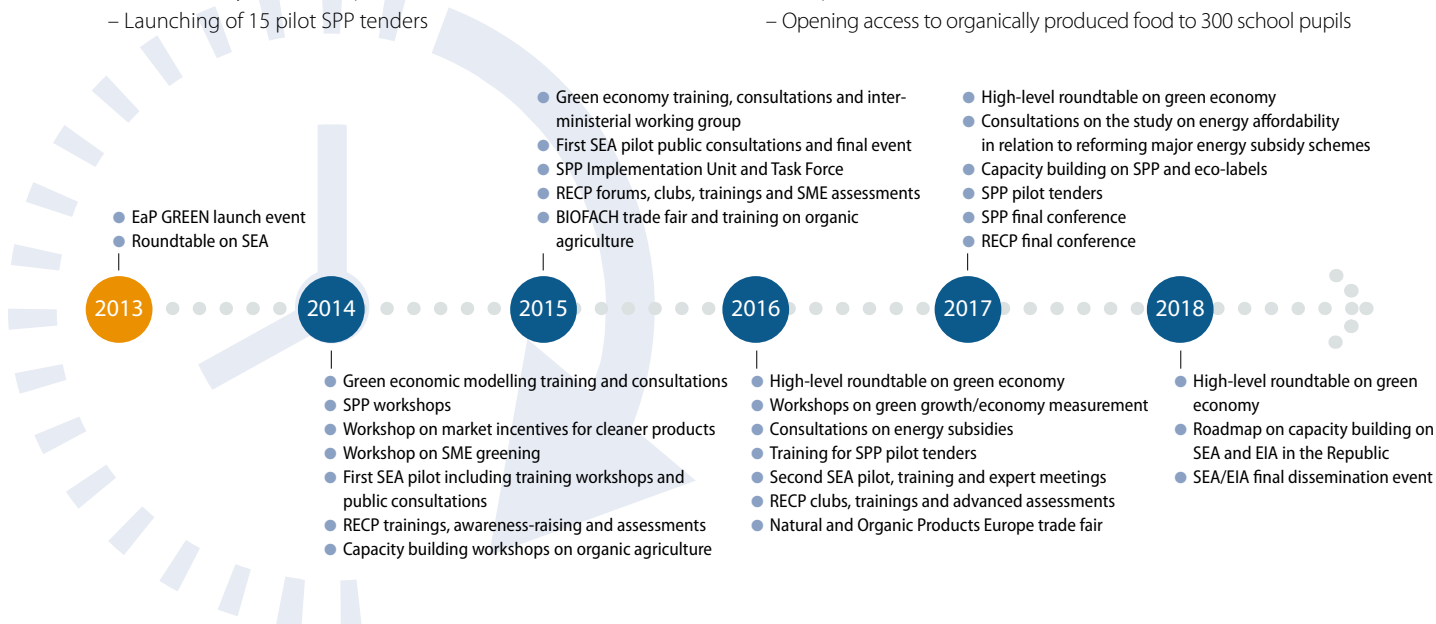 – Launching of 15 pilot SPP tenders
– Opening access to organically produced food to 300 school pupils
Green economy training, consultations and inter-
ministerial working group
First SEA pilot public consultations and final event
SPP Implementation Unit and Task Force
RECP forums, clubs, trainings and SME assessments
BIOFACH trade fair and training on organic
agriculture
High-level roundtable on green economy
Consultations on the study on energy affordability
in relation to reforming major energy subsidy schemes
Capacity building on SPP and eco-labels
SPP pilot tenders
SPP final conference
RECP final conference
EaP GREEN launch event
Roundtable on SEA
2013
2014
2015
2016
2017
2018
Green economic modelling training and consultations
SPP workshops
Workshop on market incentives for cleaner products
Workshop on SME greening
First SEA pilot including training workshops and
public consultations
RECP trainings, awareness-raising and assessments
Capacity building workshops on organic agriculture
High-level roundtable on green economy
Workshops on green growth/economy measurement
Consultations on energy subsidies
Training for SPP pilot tenders
Second SEA pilot, training and expert meetings
RECP clubs, trainings and advanced assessments
Natural and Organic Products Europe trade fair
High-level roundtable on green
economy
Roadmap on capacity building on
SEA and EIA in the Republic
SEA/EIA final dissemination event